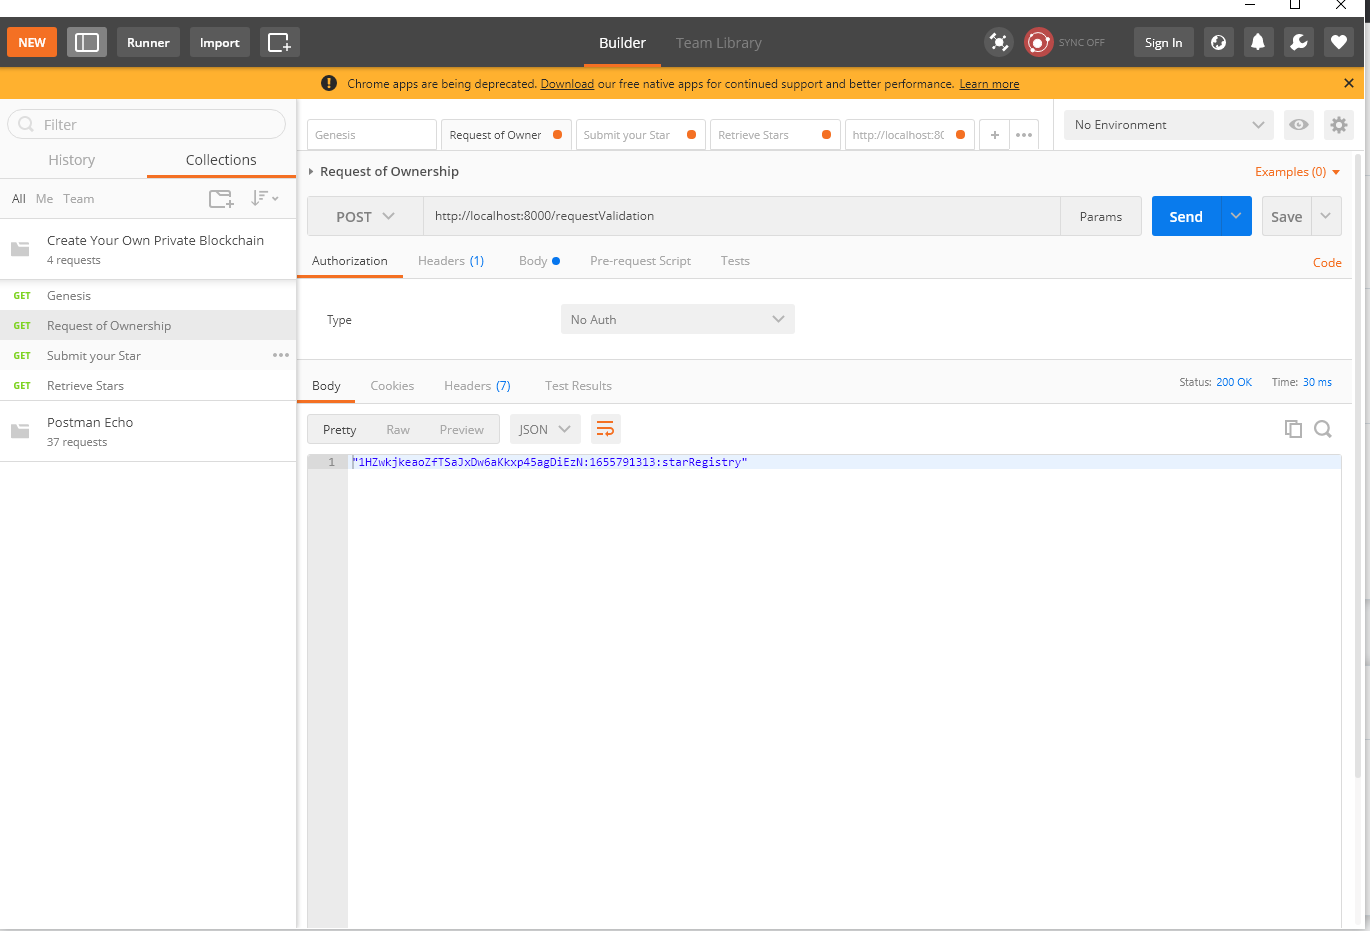 NEW Runner Import Builder Team Library SYNC OFF Sign In
Chrome apps are being deprecated. Download our free native apps for continued support and better performance. Learn more
Filter
History Collections
All Me Team
Create Your Own Private Blockchain
4 requests
GET Genesis
GET Request of Ownership
GET Submit your Star
GET Retrieve Stars
Postman Echo
37 requests
Genesis Request of Owner Submit your Star Retrieve Stars http://localhost:80 + ••• No Environment
Request of Ownership Examples (0)
POST http://localhost:8000/requestValidation Params Send Save
Authorization Headers (1) Body Pre-request Script Tests Code
Type No Auth
Body Cookies Headers (7) Test Results Status: 200 OK Time: 30 ms
Pretty Raw Preview JSON
1 "1HZwkjkeaoZfTSaJxDw6aKkxp45agDiEzN:1655791313:starRegistry"